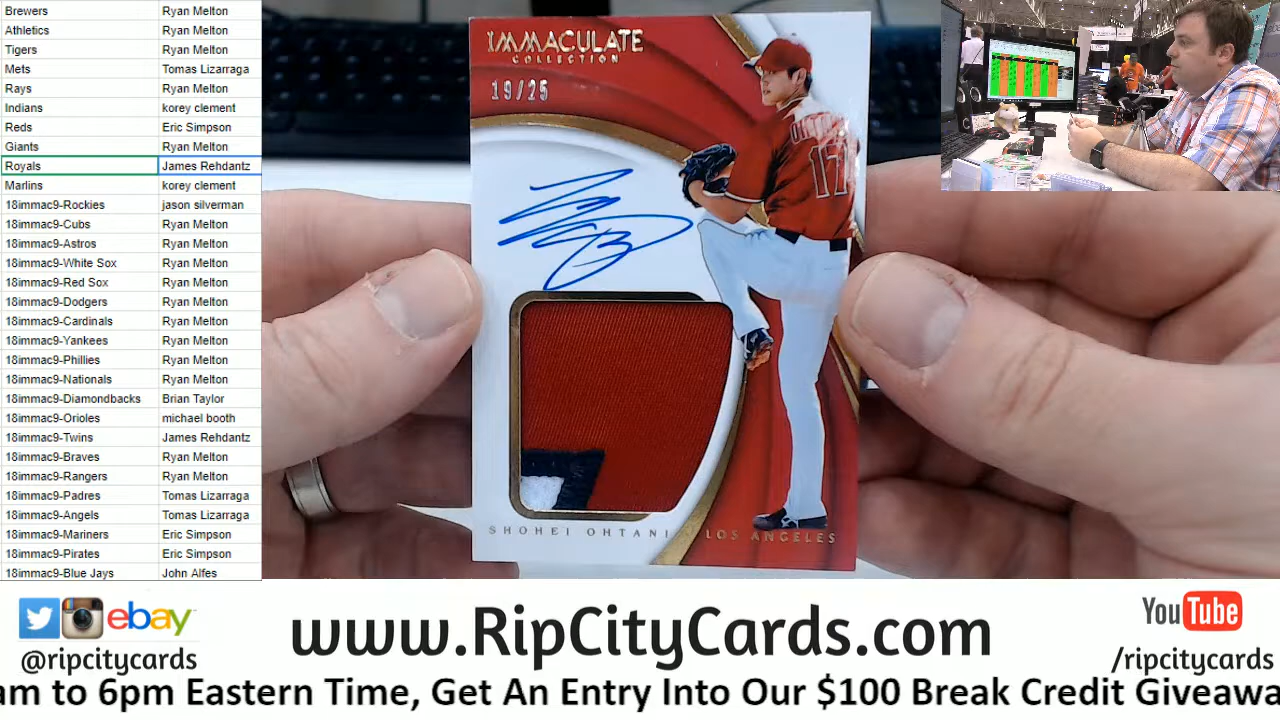 Brewers Ryan Melton
Athletics Ryan Melton
Tigers Ryan Melton
Mets Tomas Lizarraga
Rays Ryan Melton
Indians korey clement
Reds Eric Simpson
Giants Ryan Melton
Royals James Rehdantz
Marlins korey clement
18immac9-Rockies jason silverman
18immac9-Cubs Ryan Melton
18immac9-Astros Ryan Melton
18immac9-White Sox Ryan Melton
18immac9-Red Sox Ryan Melton
18immac9-Dodgers Ryan Melton
18immac9-Cardinals Ryan Melton
18immac9-Yankees Ryan Melton
18immac9-Phillies Ryan Melton
18immac9-Nationals Ryan Melton
18immac9-Diamondbacks Brian Taylor
18immac9-Orioles michael booth
18immac9-Twins James Rehdantz
18immac9-Braves Ryan Melton
18immac9-Rangers Ryan Melton
18immac9-Padres Tomas Lizarraga
18immac9-Angels Tomas Lizarraga
18immac9-Mariners Eric Simpson
18immac9-Pirates Eric Simpson
18immac9-Blue Jays John Alfes
IMMACULATE
COLLECTION
19/25
17
SHOHEI OHTANI LOS ANGELES
ebay
@ripcitycards
www.RipCityCards.com
YouTube
/ripcitycards
am to 6pm Eastern Time, Get An Entry Into Our $100 Break Credit Giveawa